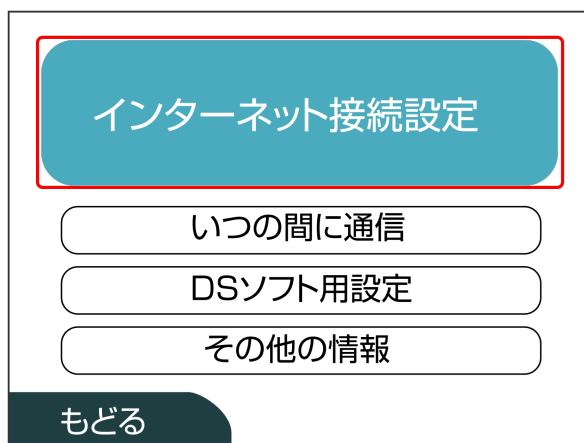 インターネット接続設定
いつの間に通信
DSソフト用設定
その他の情報
もどる